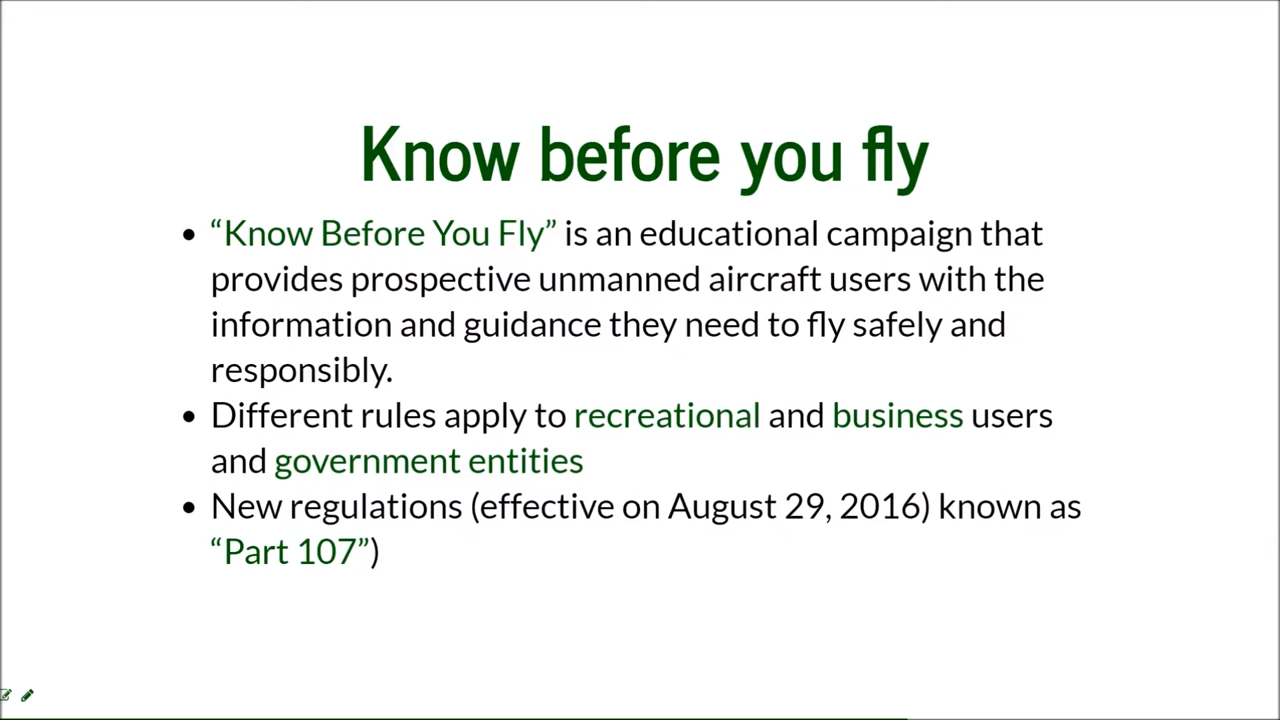 Know before you fly
“Know Before You Fly” is an educational campaign that
provides prospective unmanned aircraft users with the
information and guidance they need to fly safely and
responsibly.
Different rules apply to recreational and business users
and government entities
New regulations (effective on August 29, 2016) known as
“Part 107”)